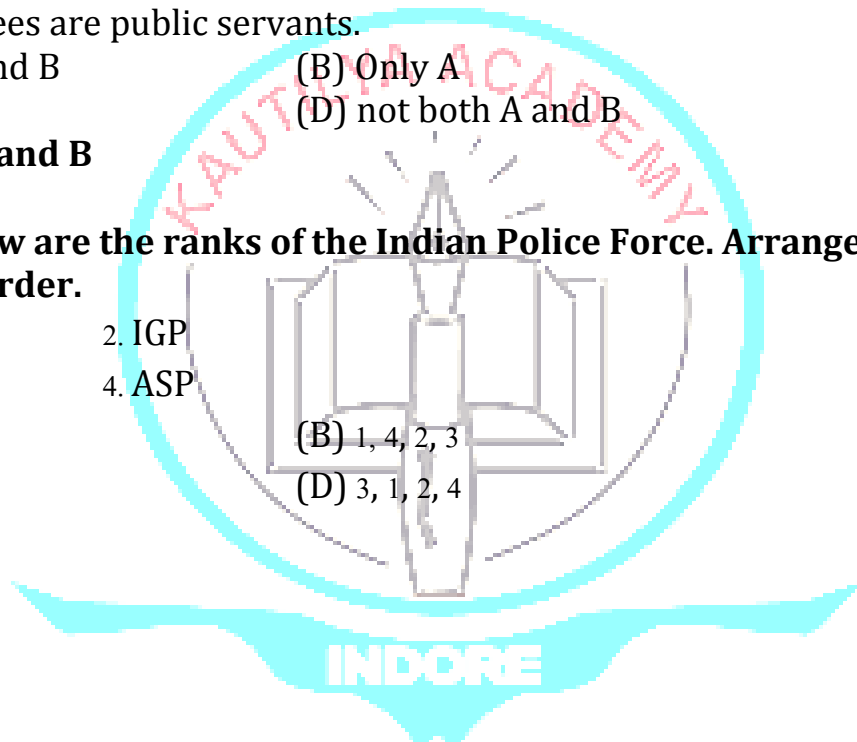 ees are public servants.
nd B (B) Only A
(D) not both A and B
KAUTILYA ACADEMY
and B
w are the ranks of the Indian Police Force. Arrange
rder.
2. IGP
4. ASP
(B) 1, 4, 2, 3
(D) 3, 1, 2, 4
INDORE